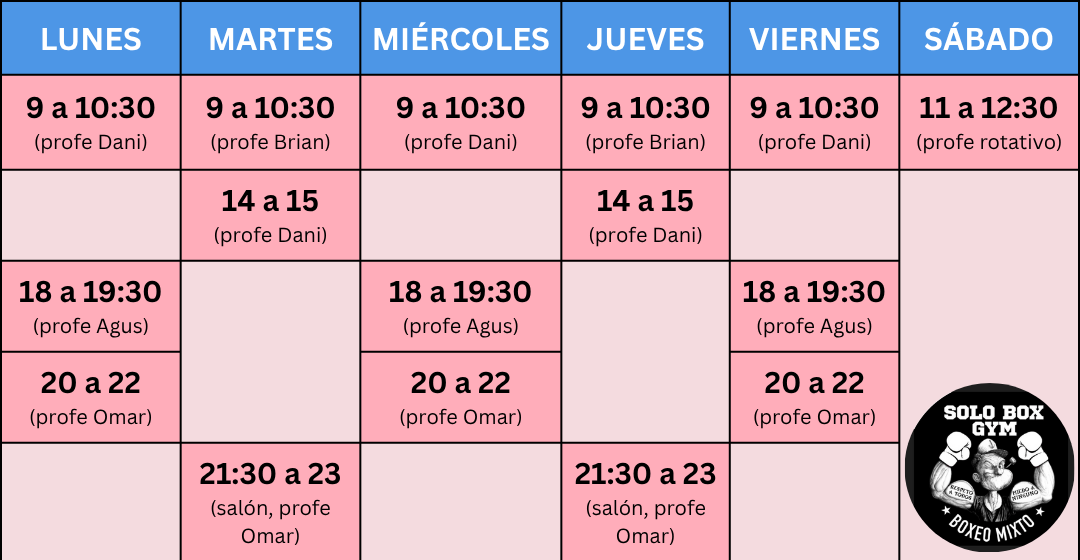 LUNES MARTES MIÉRCOLES JUEVES VIERNES SÁBADO
9 a 10:30 9 a 10:30 9 a 10:30 9 a 10:30 9 a 10:30 11 a 12:30
(profe Dani) (profe Brian) (profe Dani) (profe Brian) (profe Dani) (profe rotativo)
14 a 15 14 a 15
(profe Dani) (profe Dani)
18 a 19:30 18 a 19:30 18 a 19:30
(profe Agus) (profe Agus) (profe Agus)
20 a 22 20 a 22 20 a 22
(profe Omar) (profe Omar) (profe Omar)
21:30 a 23 21:30 a 23
(salón, profe (salón, profe
Omar) Omar)
SOLO BOX
GYM
RESPETO
A TODOS
MIEDO A
NINGUNO
BOXEO MIXTO